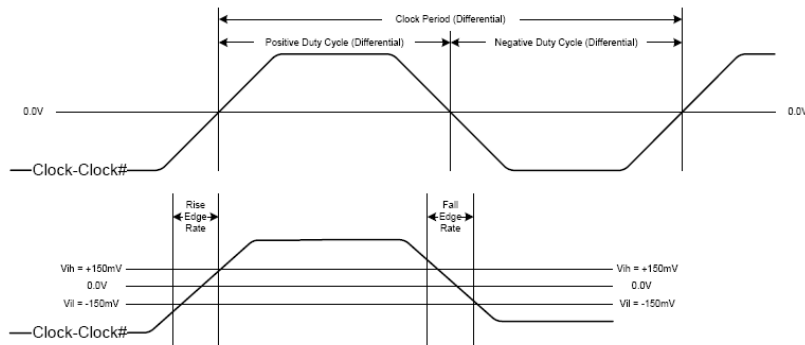 Clock Period (Differential)
Positive Duty Cycle (Differential)
Negative Duty Cycle (Differential)
0.0V
0.0V
Clock-Clock#
Rise
Edge
Rate
Fall
Edge
Rate
Vih = +150mV
Vih = +150mV
0.0V
0.0V
Vil = -150mV
Vil = -150mV
Clock-Clock#